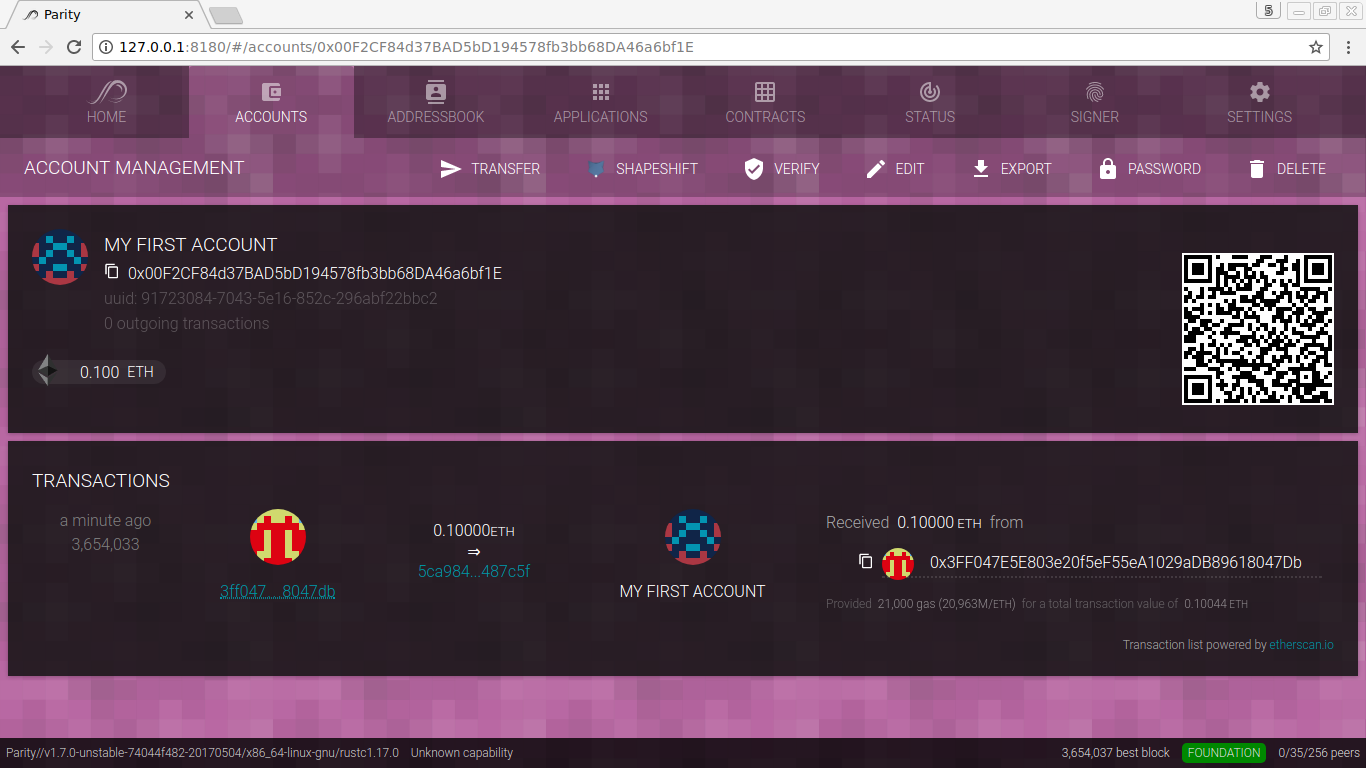 Parity
5
127.0.0.1:8180/#/accounts/0x00F2CF84d37BAD5bD194578fb3bb68DA46a6bf1E
HOME ACCOUNTS ADDRESSBOOK APPLICATIONS CONTRACTS STATUS SIGNER SETTINGS
ACCOUNT MANAGEMENT TRANSFER SHAPESHIFT VERIFY EDIT EXPORT PASSWORD DELETE
MY FIRST ACCOUNT
0x00F2CF84d37BAD5bD194578fb3bb68DA46a6bf1E
uuid: 91723084-7043-5e16-852c-296abf22bbc2
0 outgoing transactions
0.100 ETH
TRANSACTIONS
a minute ago
3,654,033
3ff047...8047db
0.10000ETH
⇒
5ca984...487c5f
MY FIRST ACCOUNT
Received 0.10000 ETH from
0x3FF047E5E803e20f5eF55eA1029aDB89618047Db
Provided 21,000 gas (20,963M/ETH) for a total transaction value of 0.10044 ETH
Transaction list powered by etherscan.io
Parity//v1.7.0-unstable-74044f482-20170504/x86_64-linux-gnu/rustc1.17.0 Unknown capability 3,654,037 best block FOUNDATION 0/35/256 peers